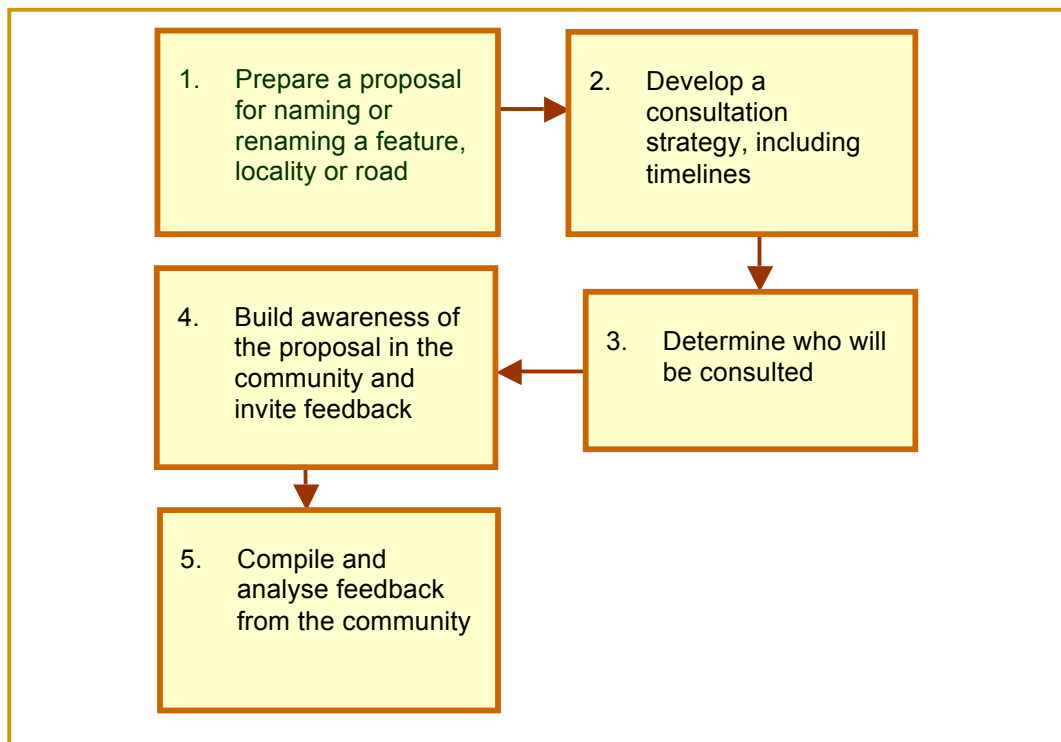 1. Prepare a proposal
for naming or
renaming a feature,
locality or road
2. Develop a
consultation
strategy, including
timelines
3. Determine who will
be consulted
4. Build awareness of
the proposal in the
community and
invite feedback
5. Compile and
analyse feedback
from the community